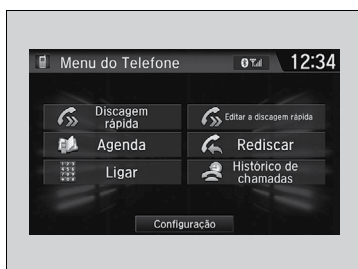 Menu do Telefone
12:34
Discagem
rápida
Editar a discagem rápida
Agenda
Rediscar
Ligar
Histórico de
chamadas
Configuração